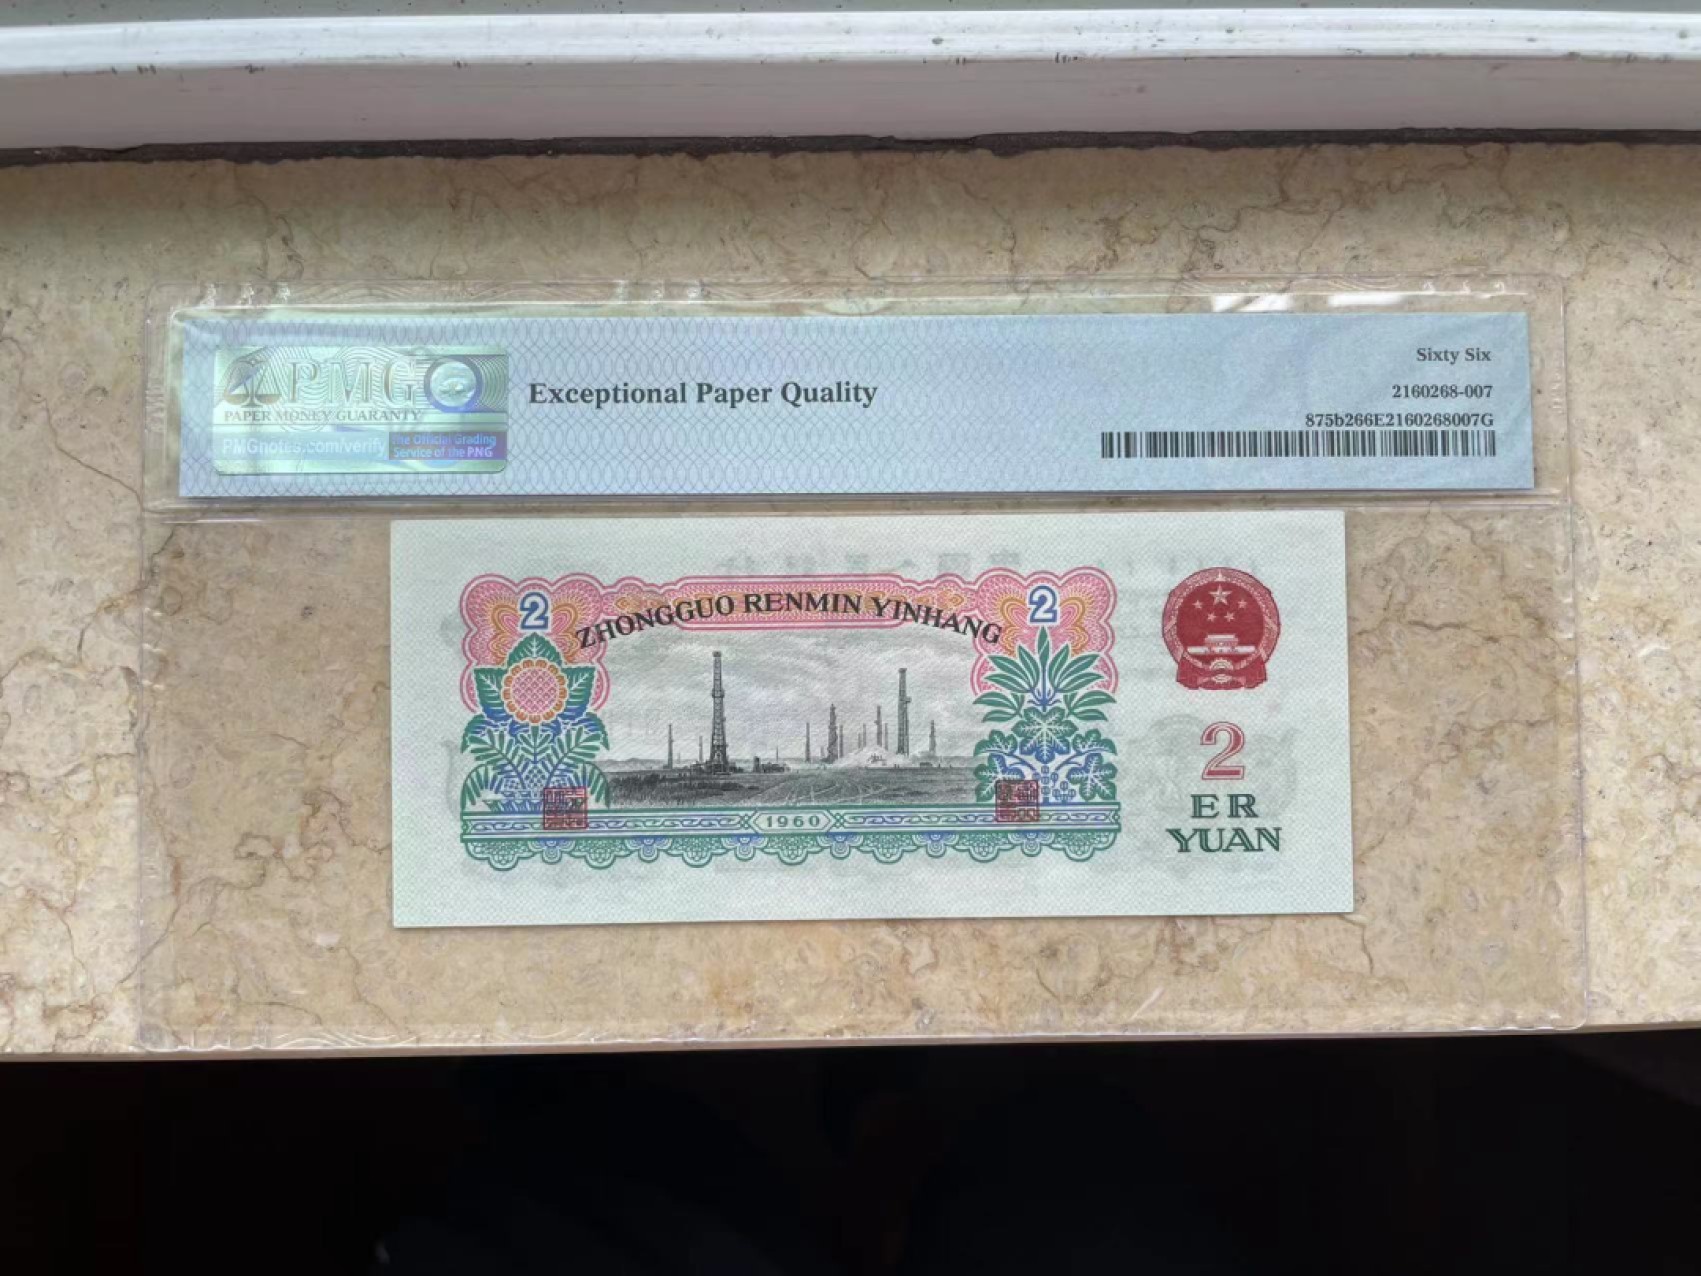 PMG
PAPER MONEY GUARANTY
PMGnotes.com/verify
The Official Grading
Service of the PNG
Exceptional Paper Quality
Sixty Six
2160268-007
875b266E2160268007G
2
ZHONGGUO RENMIN YINHANG
2
1960
2
ER
YUAN